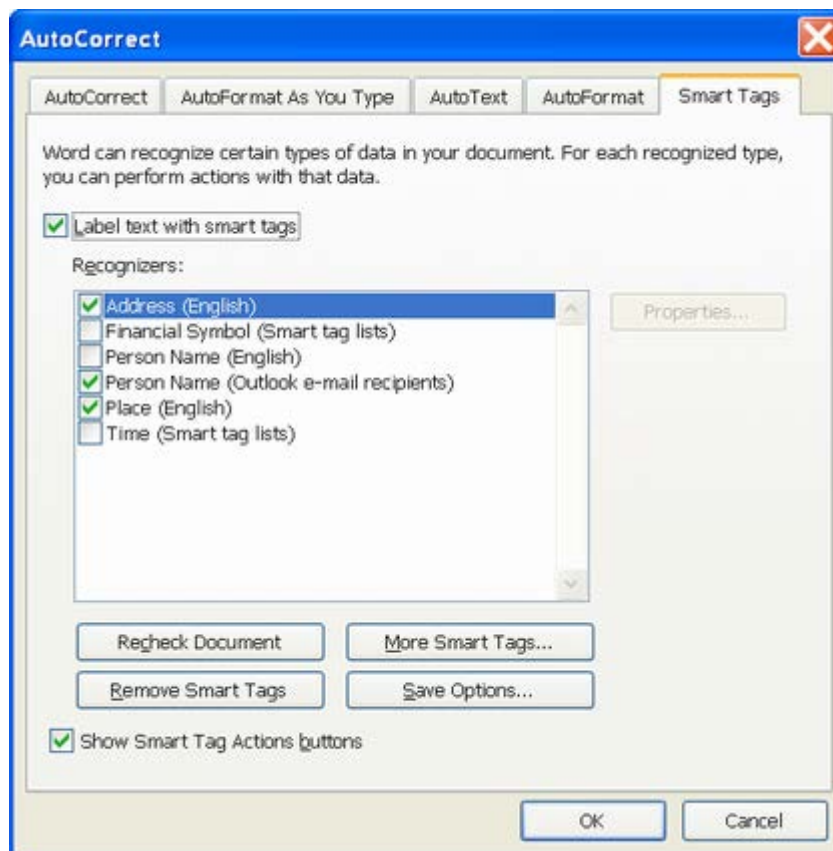 AutoCorrect
AutoCorrect
AutoFormat As You Type
AutoText
AutoFormat
Smart Tags
Word can recognize certain types of data in your document. For each recognized type,
you can perform actions with that data.
Label text with smart tags
Recognizers:
Address (English)
Financial Symbol (Smart tag lists)
Person Name (English)
Person Name (Outlook e-mail recipients)
Place (English)
Time (Smart tag lists)
Properties...
Recheck Document
More Smart Tags...
Remove Smart Tags
Save Options...
Show Smart Tag Actions buttons
OK
Cancel